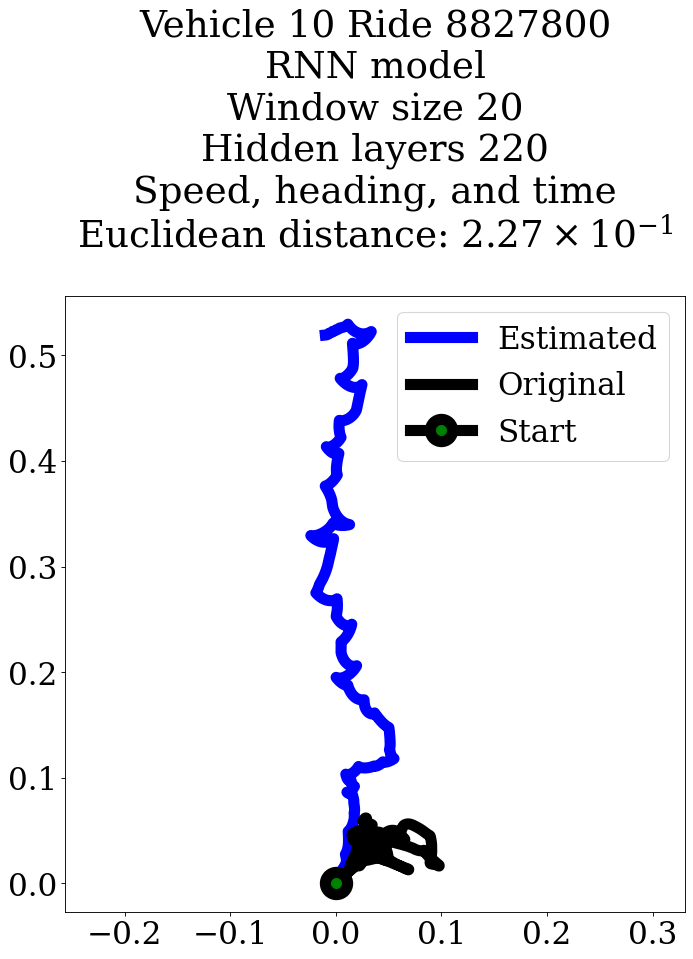 Vehicle 10 Ride 8827800
RNN model
Window size 20
Hidden layers 220
Speed, heading, and time
Euclidean distance: 2.27 × 10⁻¹
Estimated
Original
Start
0.5
0.4
0.3
0.2
0.1
0.0
−0.2 −0.1 0.0 0.1 0.2 0.3